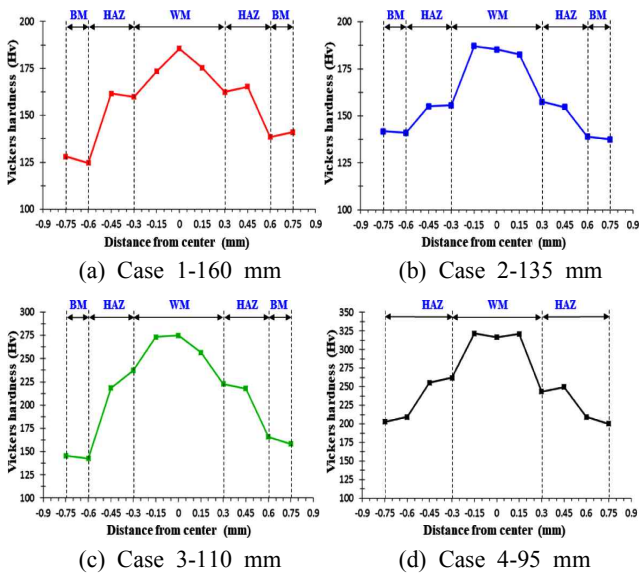 BM HAZ WM HAZ BM
200
175
150
125
100
Vickers hardness (Hv)
-0.9 -0.75 -0.6 -0.45 -0.3 -0.15 0 0.15 0.3 0.45 0.6 0.75 0.9
Distance from center (mm)
(a) Case 1-160 mm
BM HAZ WM HAZ BM
200
175
150
125
100
Vickers hardness (Hv)
-0.9 -0.75 -0.6 -0.45 -0.3 -0.15 0 0.15 0.3 0.45 0.6 0.75 0.9
Distance from center (mm)
(b) Case 2-135 mm
BM HAZ WM HAZ BM
300
275
250
225
200
175
150
125
100
Vickers hardness (Hv)
-0.9 -0.75 -0.6 -0.45 -0.3 -0.15 0 0.15 0.3 0.45 0.6 0.75 0.9
Distance from center (mm)
(c) Case 3-110 mm
HAZ WM HAZ
350
325
300
275
250
225
200
175
150
125
100
Vickers hardness (Hv)
-0.9 -0.75 -0.6 -0.45 -0.3 -0.15 0 0.15 0.3 0.45 0.6 0.75 0.9
Distance from center (mm)
(d) Case 4-95 mm